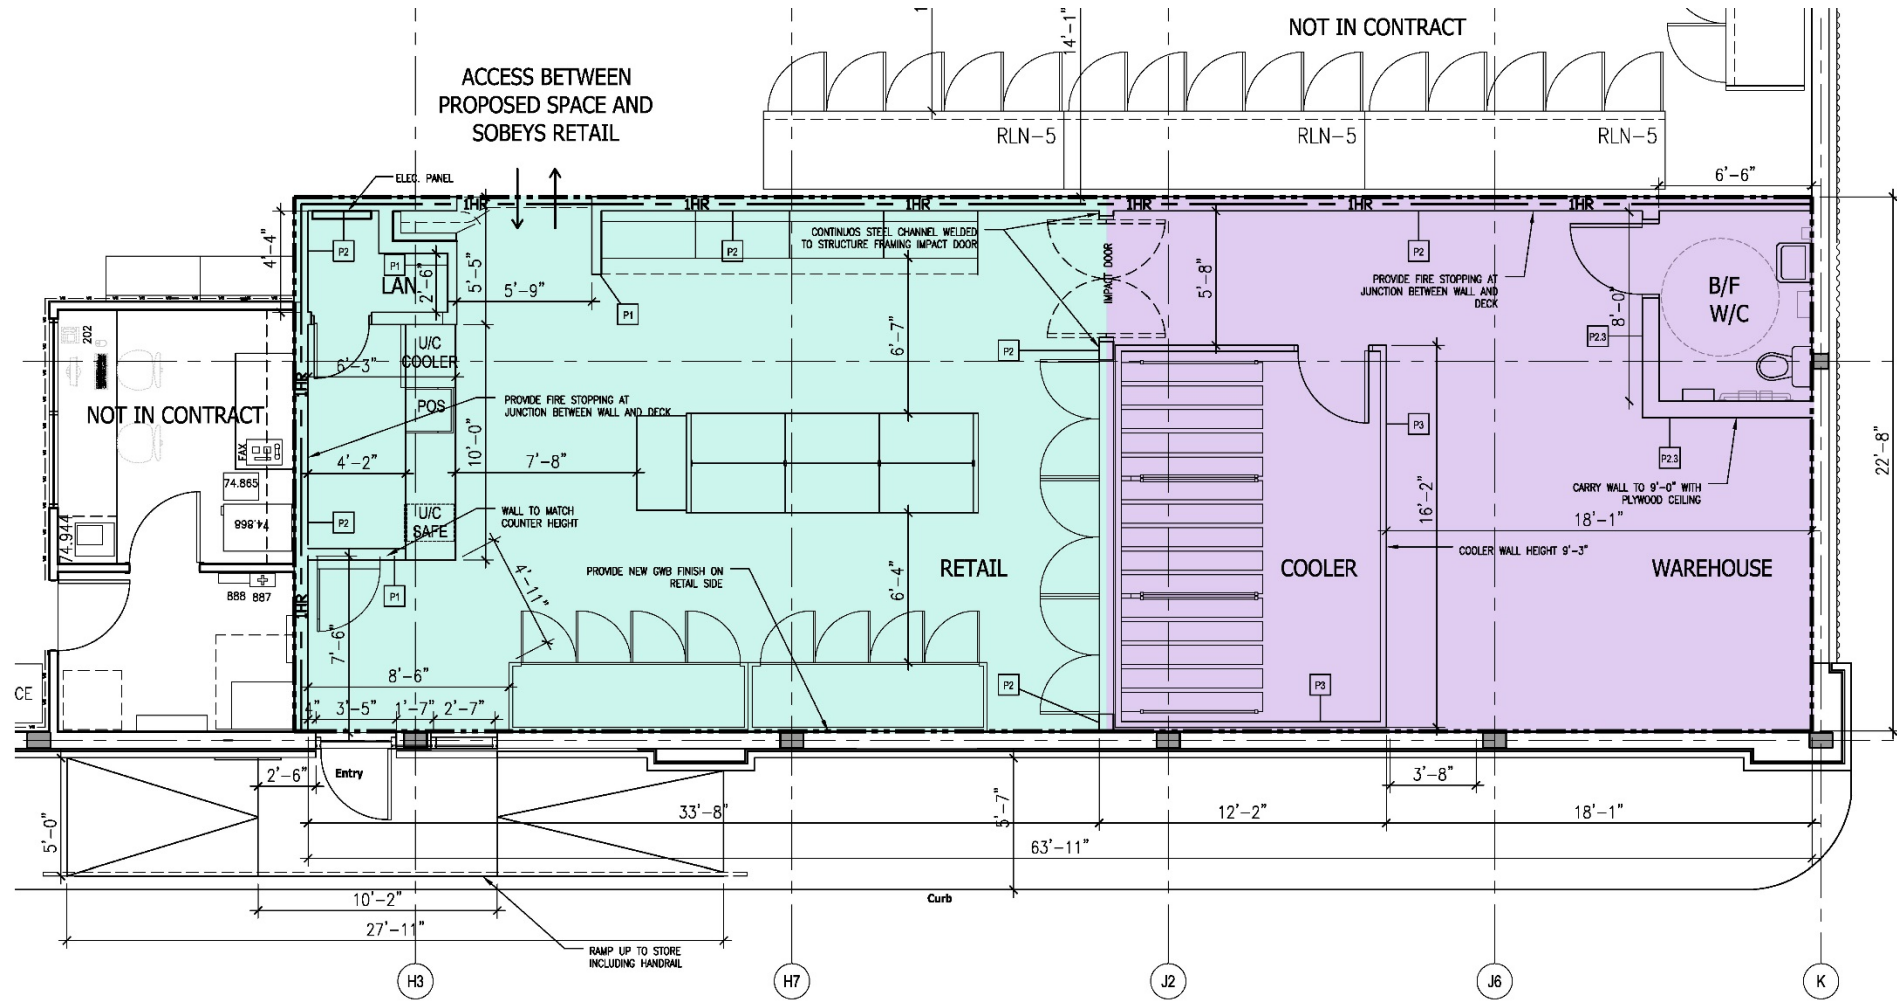 NOT IN CONTRACT
14'-1"
ACCESS BETWEEN
PROPOSED SPACE AND
SOBEYS RETAIL
RLN-5
RLN-5
RLN-5
6'-6"
ELEC. PANEL
1HR
1HR
1HR
1HR
1HR
1HR
4'-4"
P2
P1
LAN
2'-6"
5'-5"
5'-9"
P1
P2
CONTINUOS STEEL CHANNEL WELDED
TO STRUCTURE FRAMING IMPACT DOOR
IMPACT DOOR
5'-8"
P2
PROVIDE FIRE STOPPING AT
JUNCTION BETWEEN WALL AND
DECK
8'-0
B/F
W/C
P2.3
202
U/C
COOLER
6'-3"
6'-7"
P2
1HR
NOT IN CONTRACT
POS
PROVIDE FIRE STOPPING AT
JUNCTION BETWEEN WALL AND DECK
P3
P2.3
22'-8"
FAX
4'-2"
10'-0"
7'-8"
74.865
74.868
74.944
P2
U/C
SAFE
WALL TO MATCH
COUNTER HEIGHT
16'-2"
CARRY WALL TO 9'-0" WITH
PLYWOOD CEILING
18'-1"
COOLER WALL HEIGHT 9'-3"
RETAIL
COOLER
WAREHOUSE
PROVIDE NEW GWB FINISH ON
RETAIL SIDE
4'-11"
6'-4"
888
887
1HR
P1
7'-6"
8'-6"
P2
P3
CE
4"
3'-5"
1'-7"
2'-7"
2'-6"
Entry
3'-8"
5'-0"
33'-8"
5'-7"
12'-2"
18'-1"
63'-11"
10'-2"
Curb
27'-11"
RAMP UP TO STORE
INCLUDING HANDRAIL
H3
H7
J2
J6
K